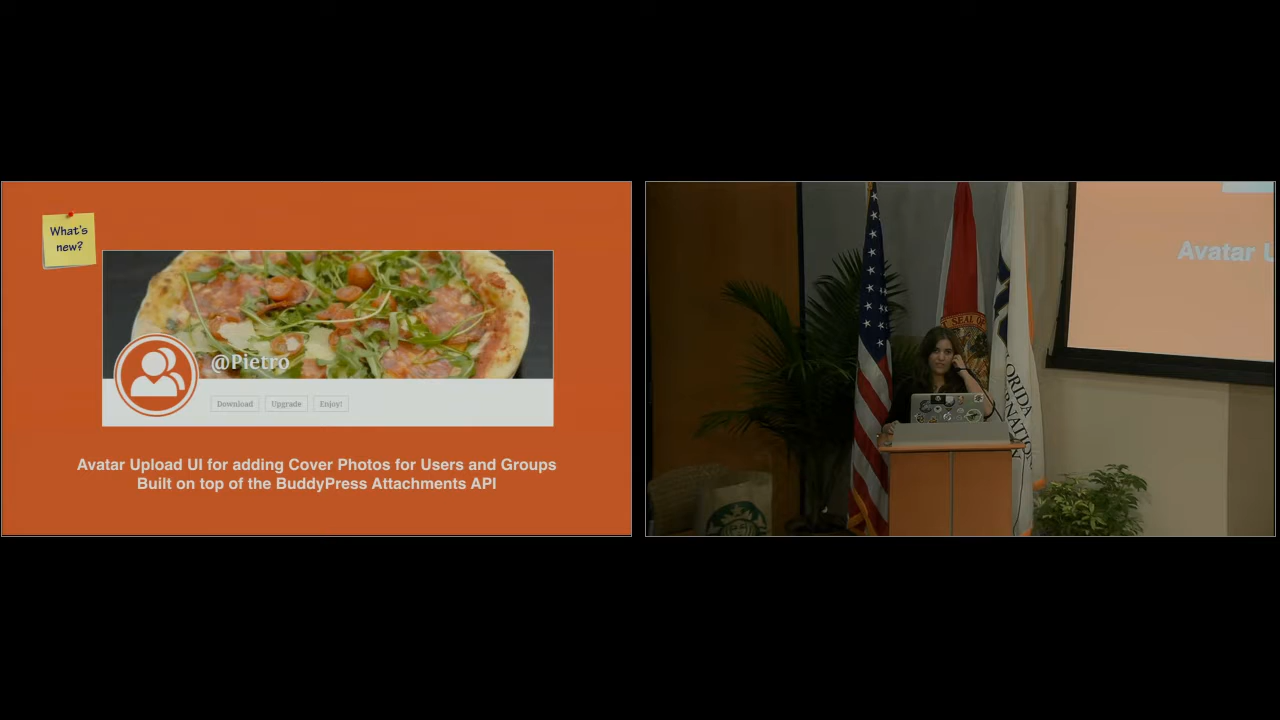 What's
new?
@Pietro
Download
Upgrade
Enjoy!
Avatar Upload UI for adding Cover Photos for Users and Groups
Built on top of the BuddyPress Attachments API
Avatar U
SEAL